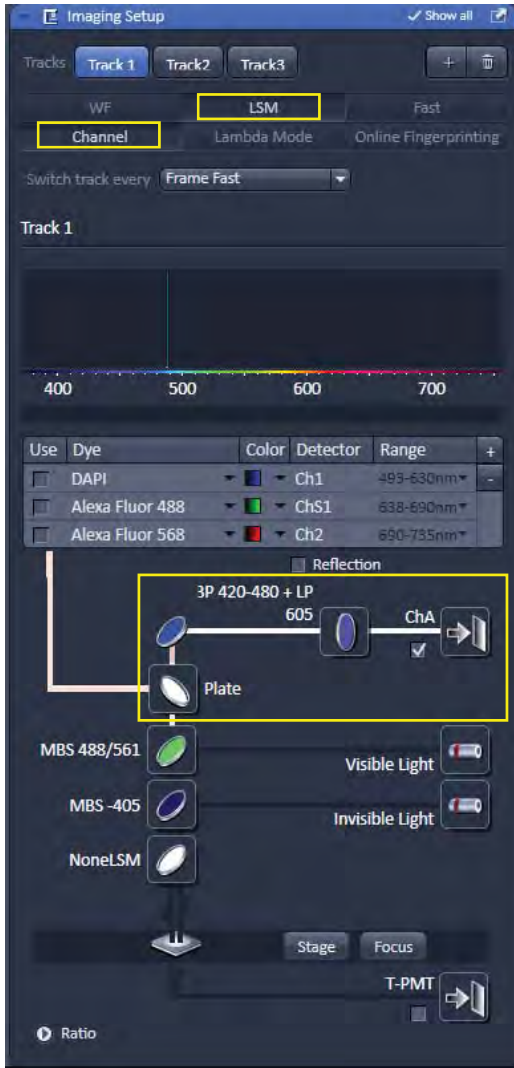 Imaging Setup
Show all
Tracks Track 1 Track2 Track3 +
WF LSM Fast
Channel Lambda Mode Online Fingerprinting
Switch track every Frame Fast
Track 1
400 500 600 700
Use Dye Color Detector Range +
DAPI Ch1 493-630nm -
Alexa Fluor 488 ChS1 638-690nm
Alexa Fluor 568 Ch2 690-735nm
Reflection
3P 420-480 + LP
605
ChA
Plate
MBS 488/561
Visible Light
MBS -405
Invisible Light
NoneLSM
Stage Focus
T-PMT
Ratio